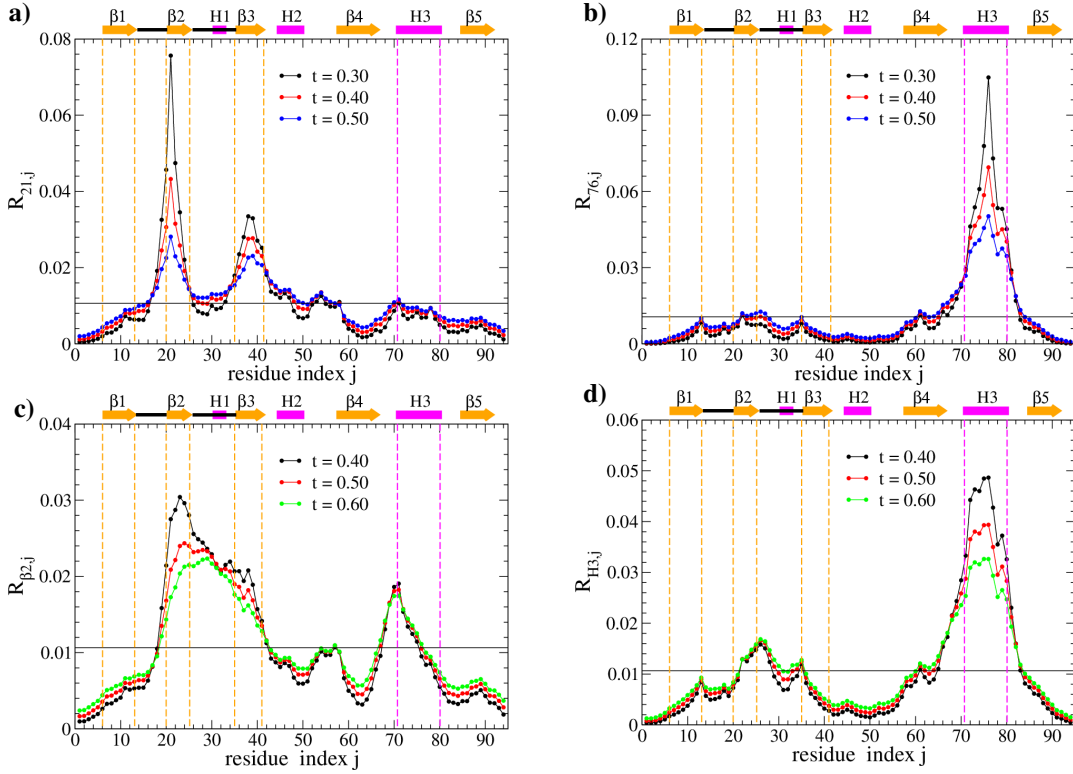 a)
β1 β2 H1 β3 H2 β4 H3 β5
0.08
0.06
0.04
0.02
0
R21,j
t = 0.30
t = 0.40
t = 0.50
0 10 20 30 40 50 60 70 80 90
residue index j
b)
β1 β2 H1 β3 H2 β4 H3 β5
0.12
0.09
0.06
0.03
0
R76,j
t = 0.30
t = 0.40
t = 0.50
0 10 20 30 40 50 60 70 80 90
residue index j
c)
β1 β2 H1 β3 H2 β4 H3 β5
0.04
0.03
0.02
0.01
0
Rβ2,j
t = 0.40
t = 0.50
t = 0.60
0 10 20 30 40 50 60 70 80 90
residue index j
d)
β1 β2 H1 β3 H2 β4 H3 β5
0.06
0.05
0.04
0.03
0.02
0.01
0
RH3,j
t = 0.40
t = 0.50
t = 0.60
0 10 20 30 40 50 60 70 80 90
residue index j